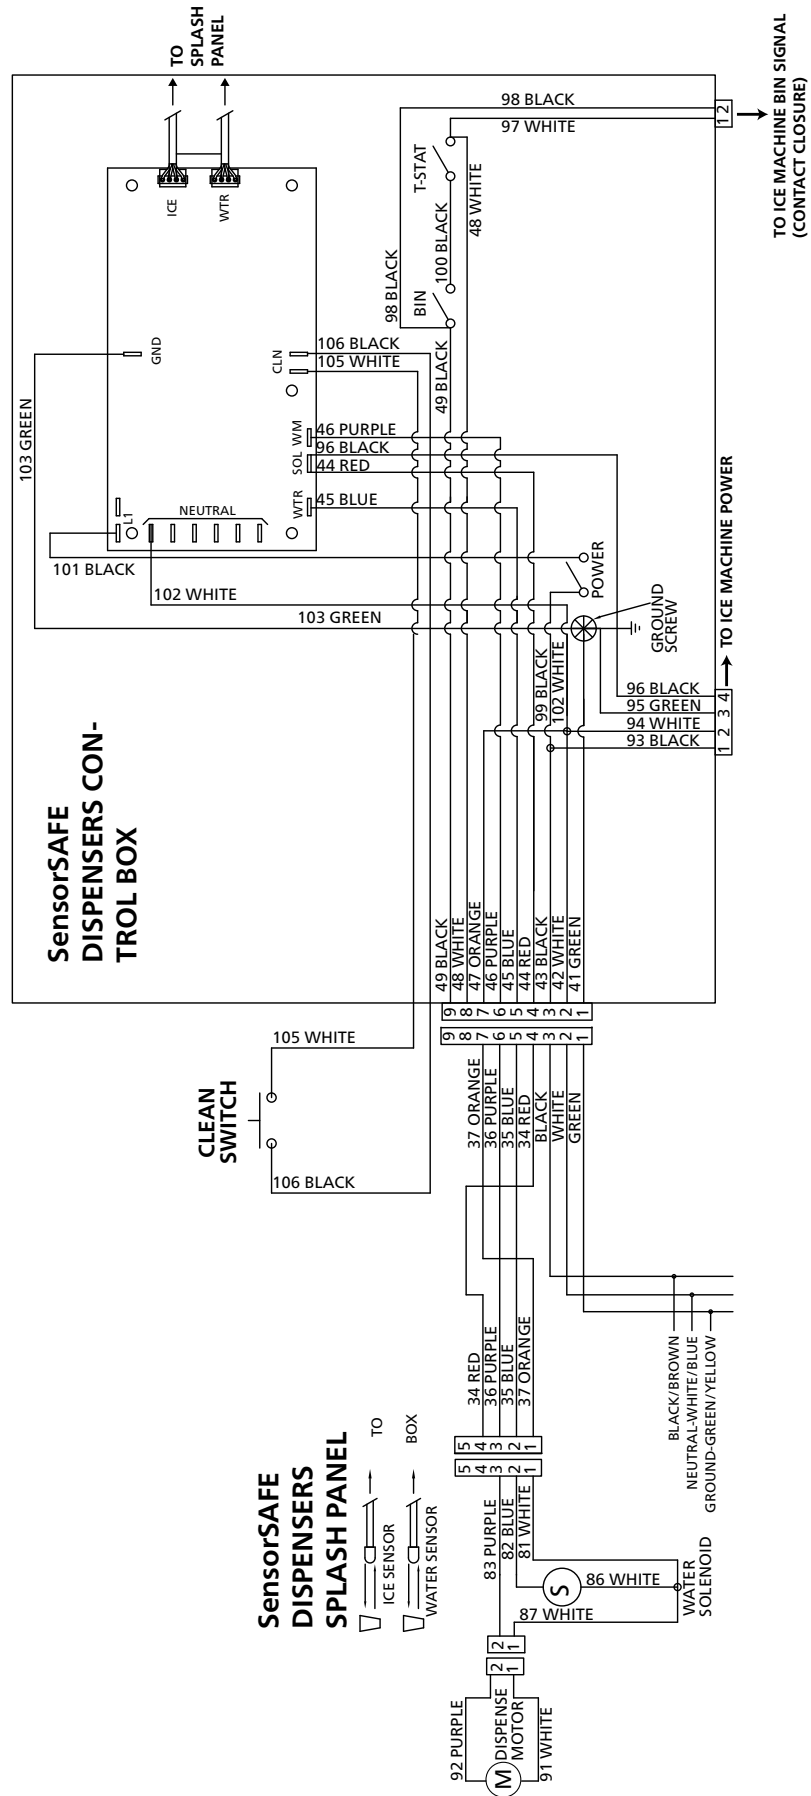 TO
SPLASH
PANEL
98 BLACK
97 WHITE
1 2
TO ICE MACHINE BIN SIGNAL
(CONTACT CLOSURE)
ICE
WTR
T-STAT
48 WHITE
100 BLACK
98 BLACK
BIN
49 BLACK
GND
CLN
106 BLACK
105 WHITE
103 GREEN
46 PURPLE
96 BLACK
44 RED
WM
SOL
WTR
45 BLUE
L1
NEUTRAL
101 BLACK
102 WHITE
103 GREEN
POWER
GROUND
SCREW
TO ICE MACHINE POWER
99 BLACK
102 WHITE
96 BLACK
95 GREEN
94 WHITE
93 BLACK
1 2 3 4
SensorSAFE
DISPENSERS CON-
TROL BOX
49 BLACK
48 WHITE
47 ORANGE
46 PURPLE
45 BLUE
44 RED
43 BLACK
42 WHITE
41 GREEN
9 8 7 6 5 4 3 2 1
9 8 7 6 5 4 3 2 1
105 WHITE
CLEAN
SWITCH
106 BLACK
37 ORANGE
36 PURPLE
35 BLUE
34 RED
BLACK
WHITE
GREEN
34 RED
36 PURPLE
35 BLUE
37 ORANGE
BLACK/BROWN
NEUTRAL-WHITE/BLUE
GROUND-GREEN/YELLOW
5 4 3 2 1
5 4 3 2 1
SensorSAFE
DISPENSERS
SPLASH PANEL
TO
BOX
ICE SENSOR
WATER SENSOR
83 PURPLE
82 BLUE
81 WHITE
S
86 WHITE
87 WHITE
WATER
SOLENOID
2 1
2 1
92 PURPLE
M
DISPENSE
MOTOR
91 WHITE